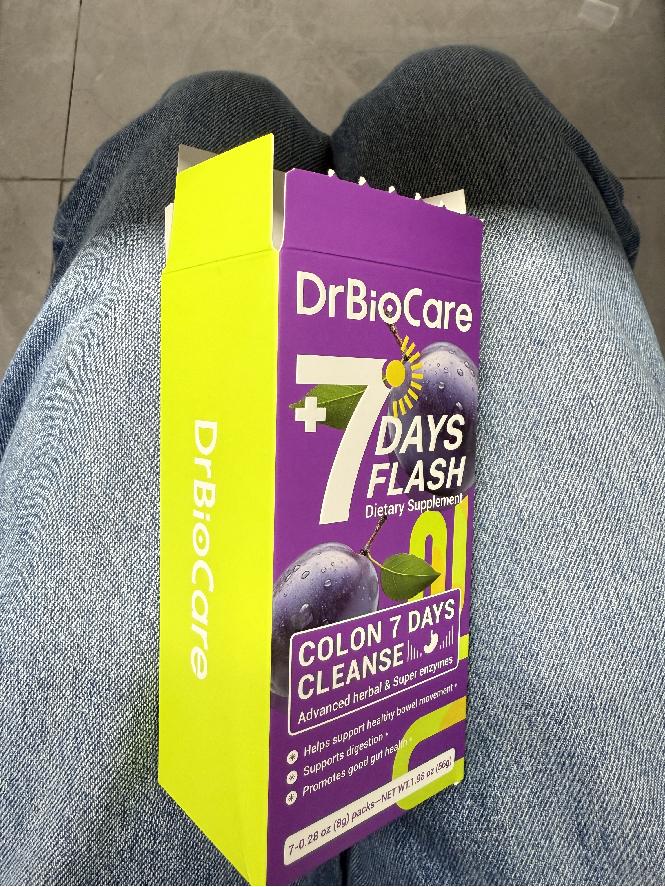 DrBioCare
DrBioCare
+7
DAYS
FLASH
Dietary Supplement
COLON 7 DAYS
CLEANSE
Advanced herbal & Super enzymes
Helps support healthy bowel movement *
Supports digestion *
Promotes good gut health *
7-0.28 oz (8g) packs—NET WT.1.96 oz (56g)